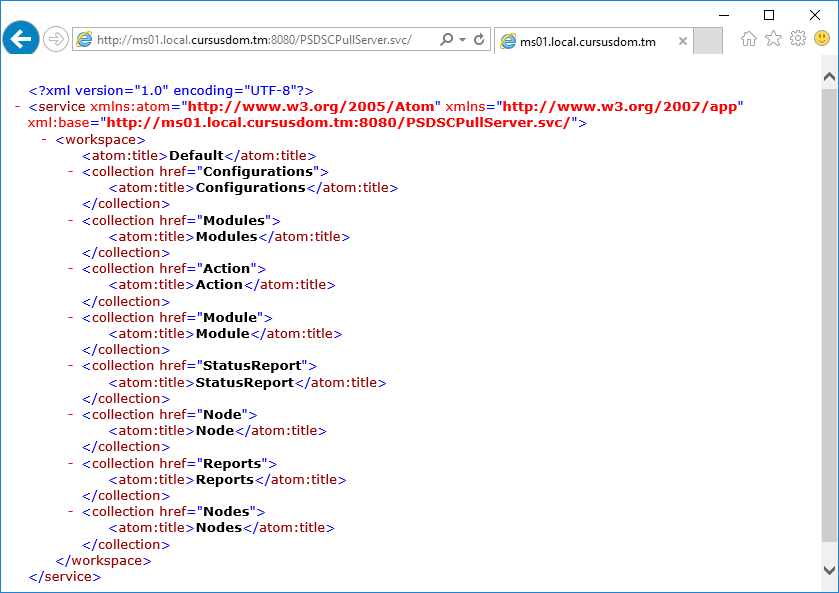 http://ms01.local.cursusdom.tm:8080/PSDSCPullServer.svc/
ms01.local.cursusdom.tm
<?xml version="1.0" encoding="UTF-8"?>
- <service xmlns:atom="http://www.w3.org/2005/Atom" xmlns="http://www.w3.org/2007/app"
xml:base="http://ms01.local.cursusdom.tm:8080/PSDSCPullServer.svc/">
- <workspace>
<atom:title>Default</atom:title>
- <collection href="Configurations">
<atom:title>Configurations</atom:title>
</collection>
- <collection href="Modules">
<atom:title>Modules</atom:title>
</collection>
- <collection href="Action">
<atom:title>Action</atom:title>
</collection>
- <collection href="Module">
<atom:title>Module</atom:title>
</collection>
- <collection href="StatusReport">
<atom:title>StatusReport</atom:title>
</collection>
- <collection href="Node">
<atom:title>Node</atom:title>
</collection>
- <collection href="Reports">
<atom:title>Reports</atom:title>
</collection>
- <collection href="Nodes">
<atom:title>Nodes</atom:title>
</collection>
</workspace>
</service>